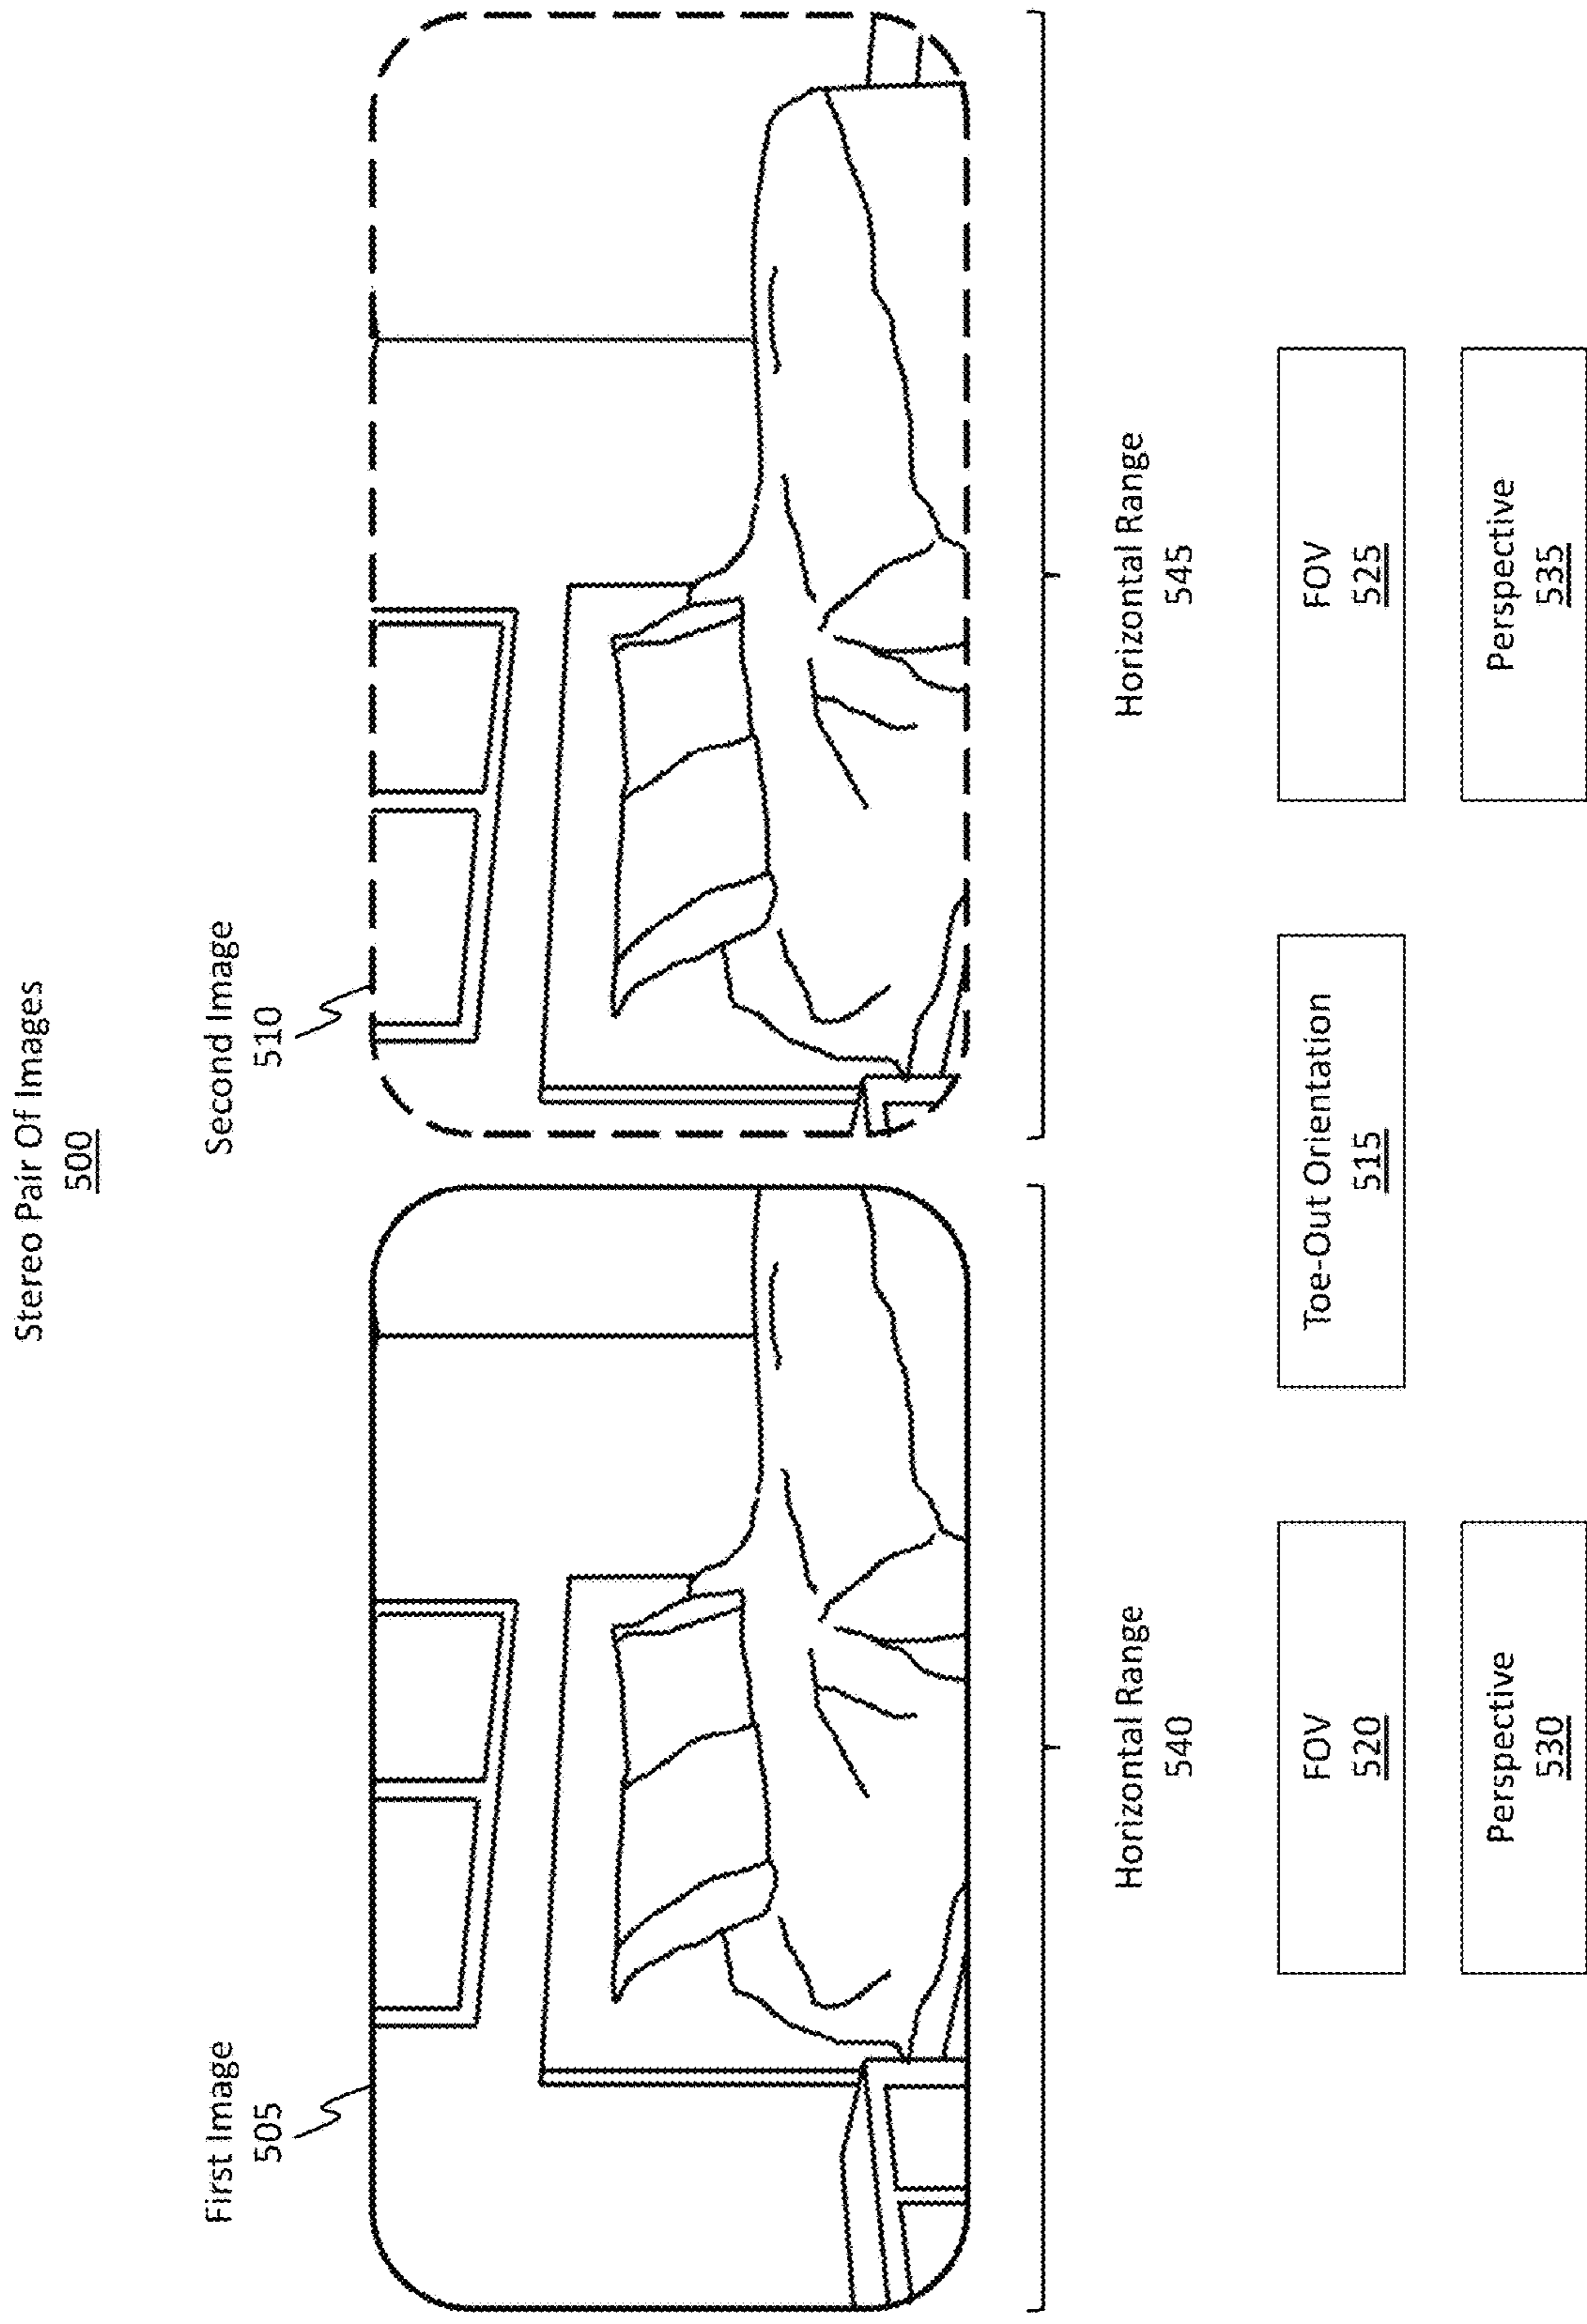 Stereo Pair Of Images
500
First Image
505
Second Image
510
Horizontal Range
540
Horizontal Range
545
FOV
520
Toe-Out Orientation
515
FOV
525
Perspective
530
Perspective
535